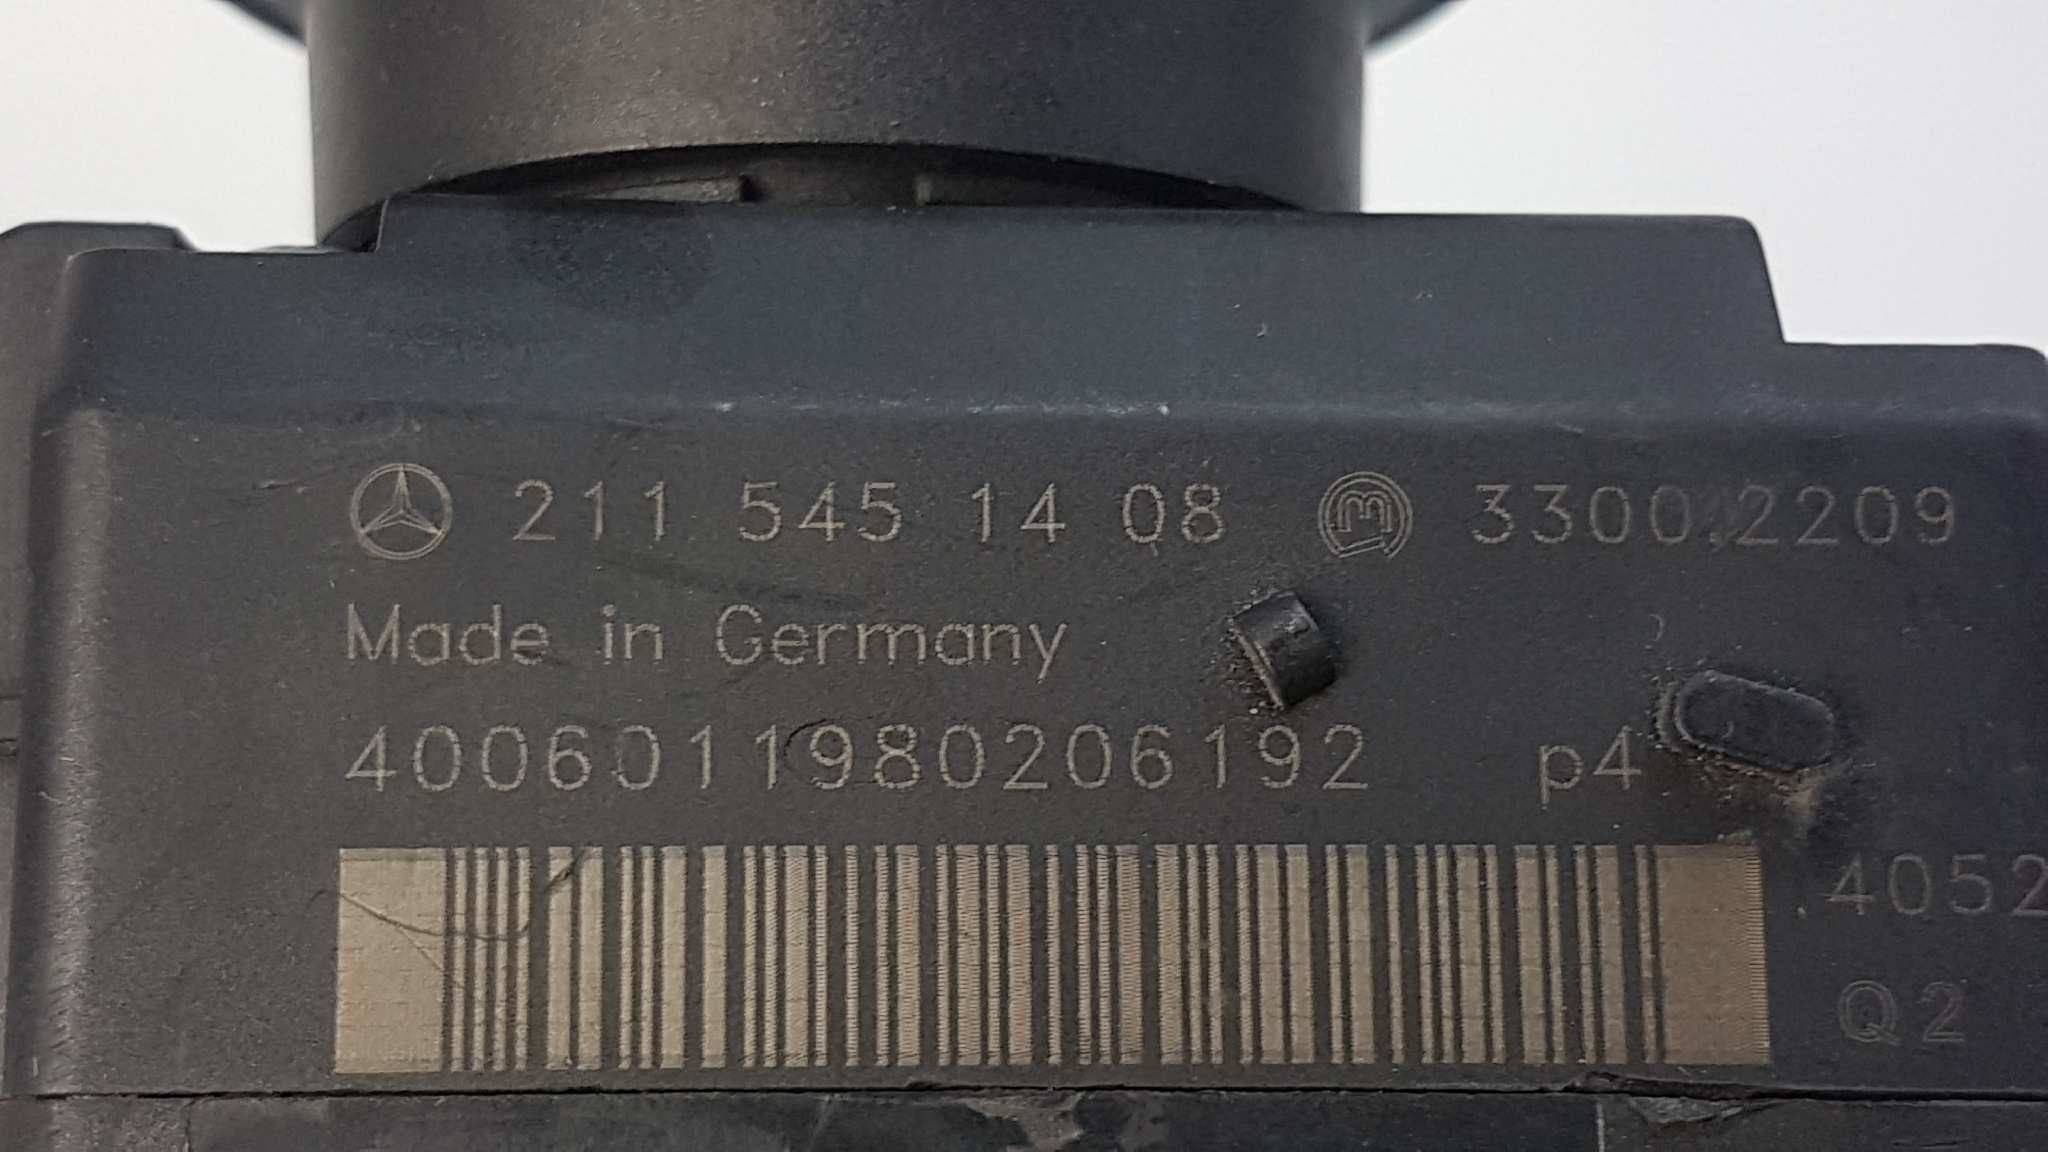 211 545 14 08 3300.2209
Made in Germany
4006011980206192 p4
4052
Q2